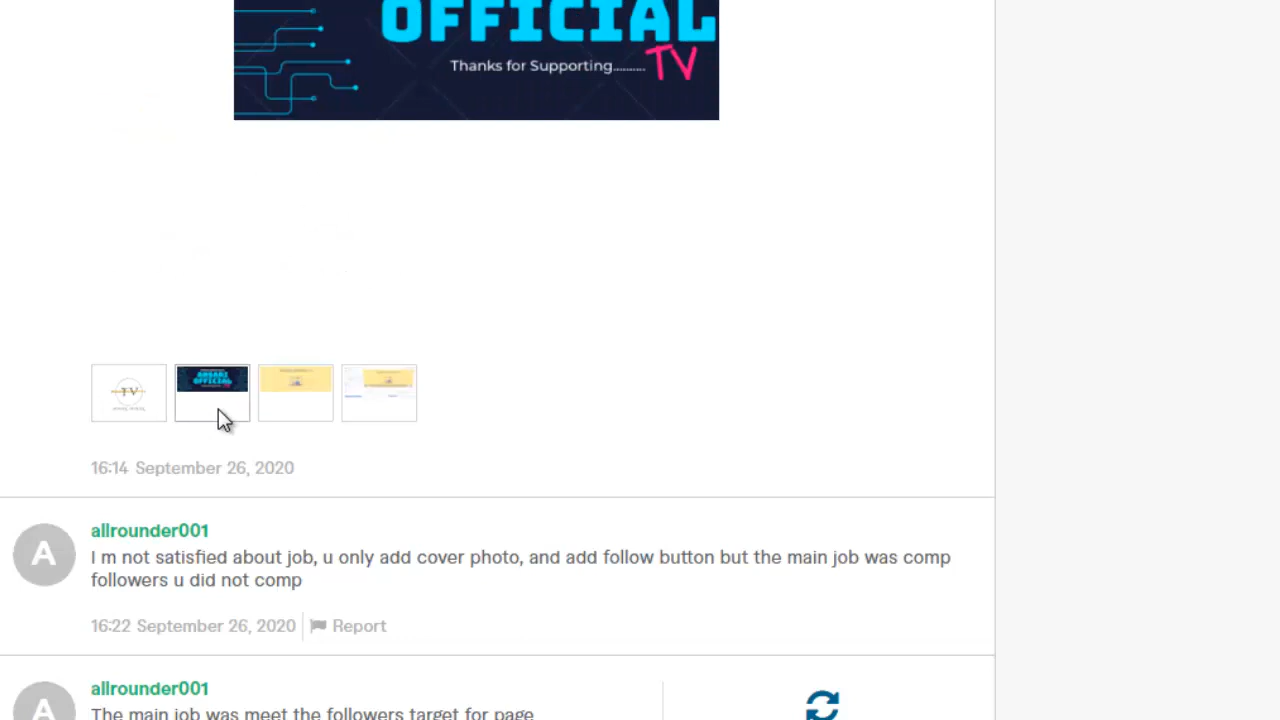 OFFICIAL
Thanks for Supporting..........
TV
TV
OFFICIAL
16:14 September 26, 2020
allrounder001
A
I m not satisfied about job, u only add cover photo, and add follow button but the main job was comp
followers u did not comp
16:22 September 26, 2020
Report
allrounder001
A
The main job was meet the followers target for page